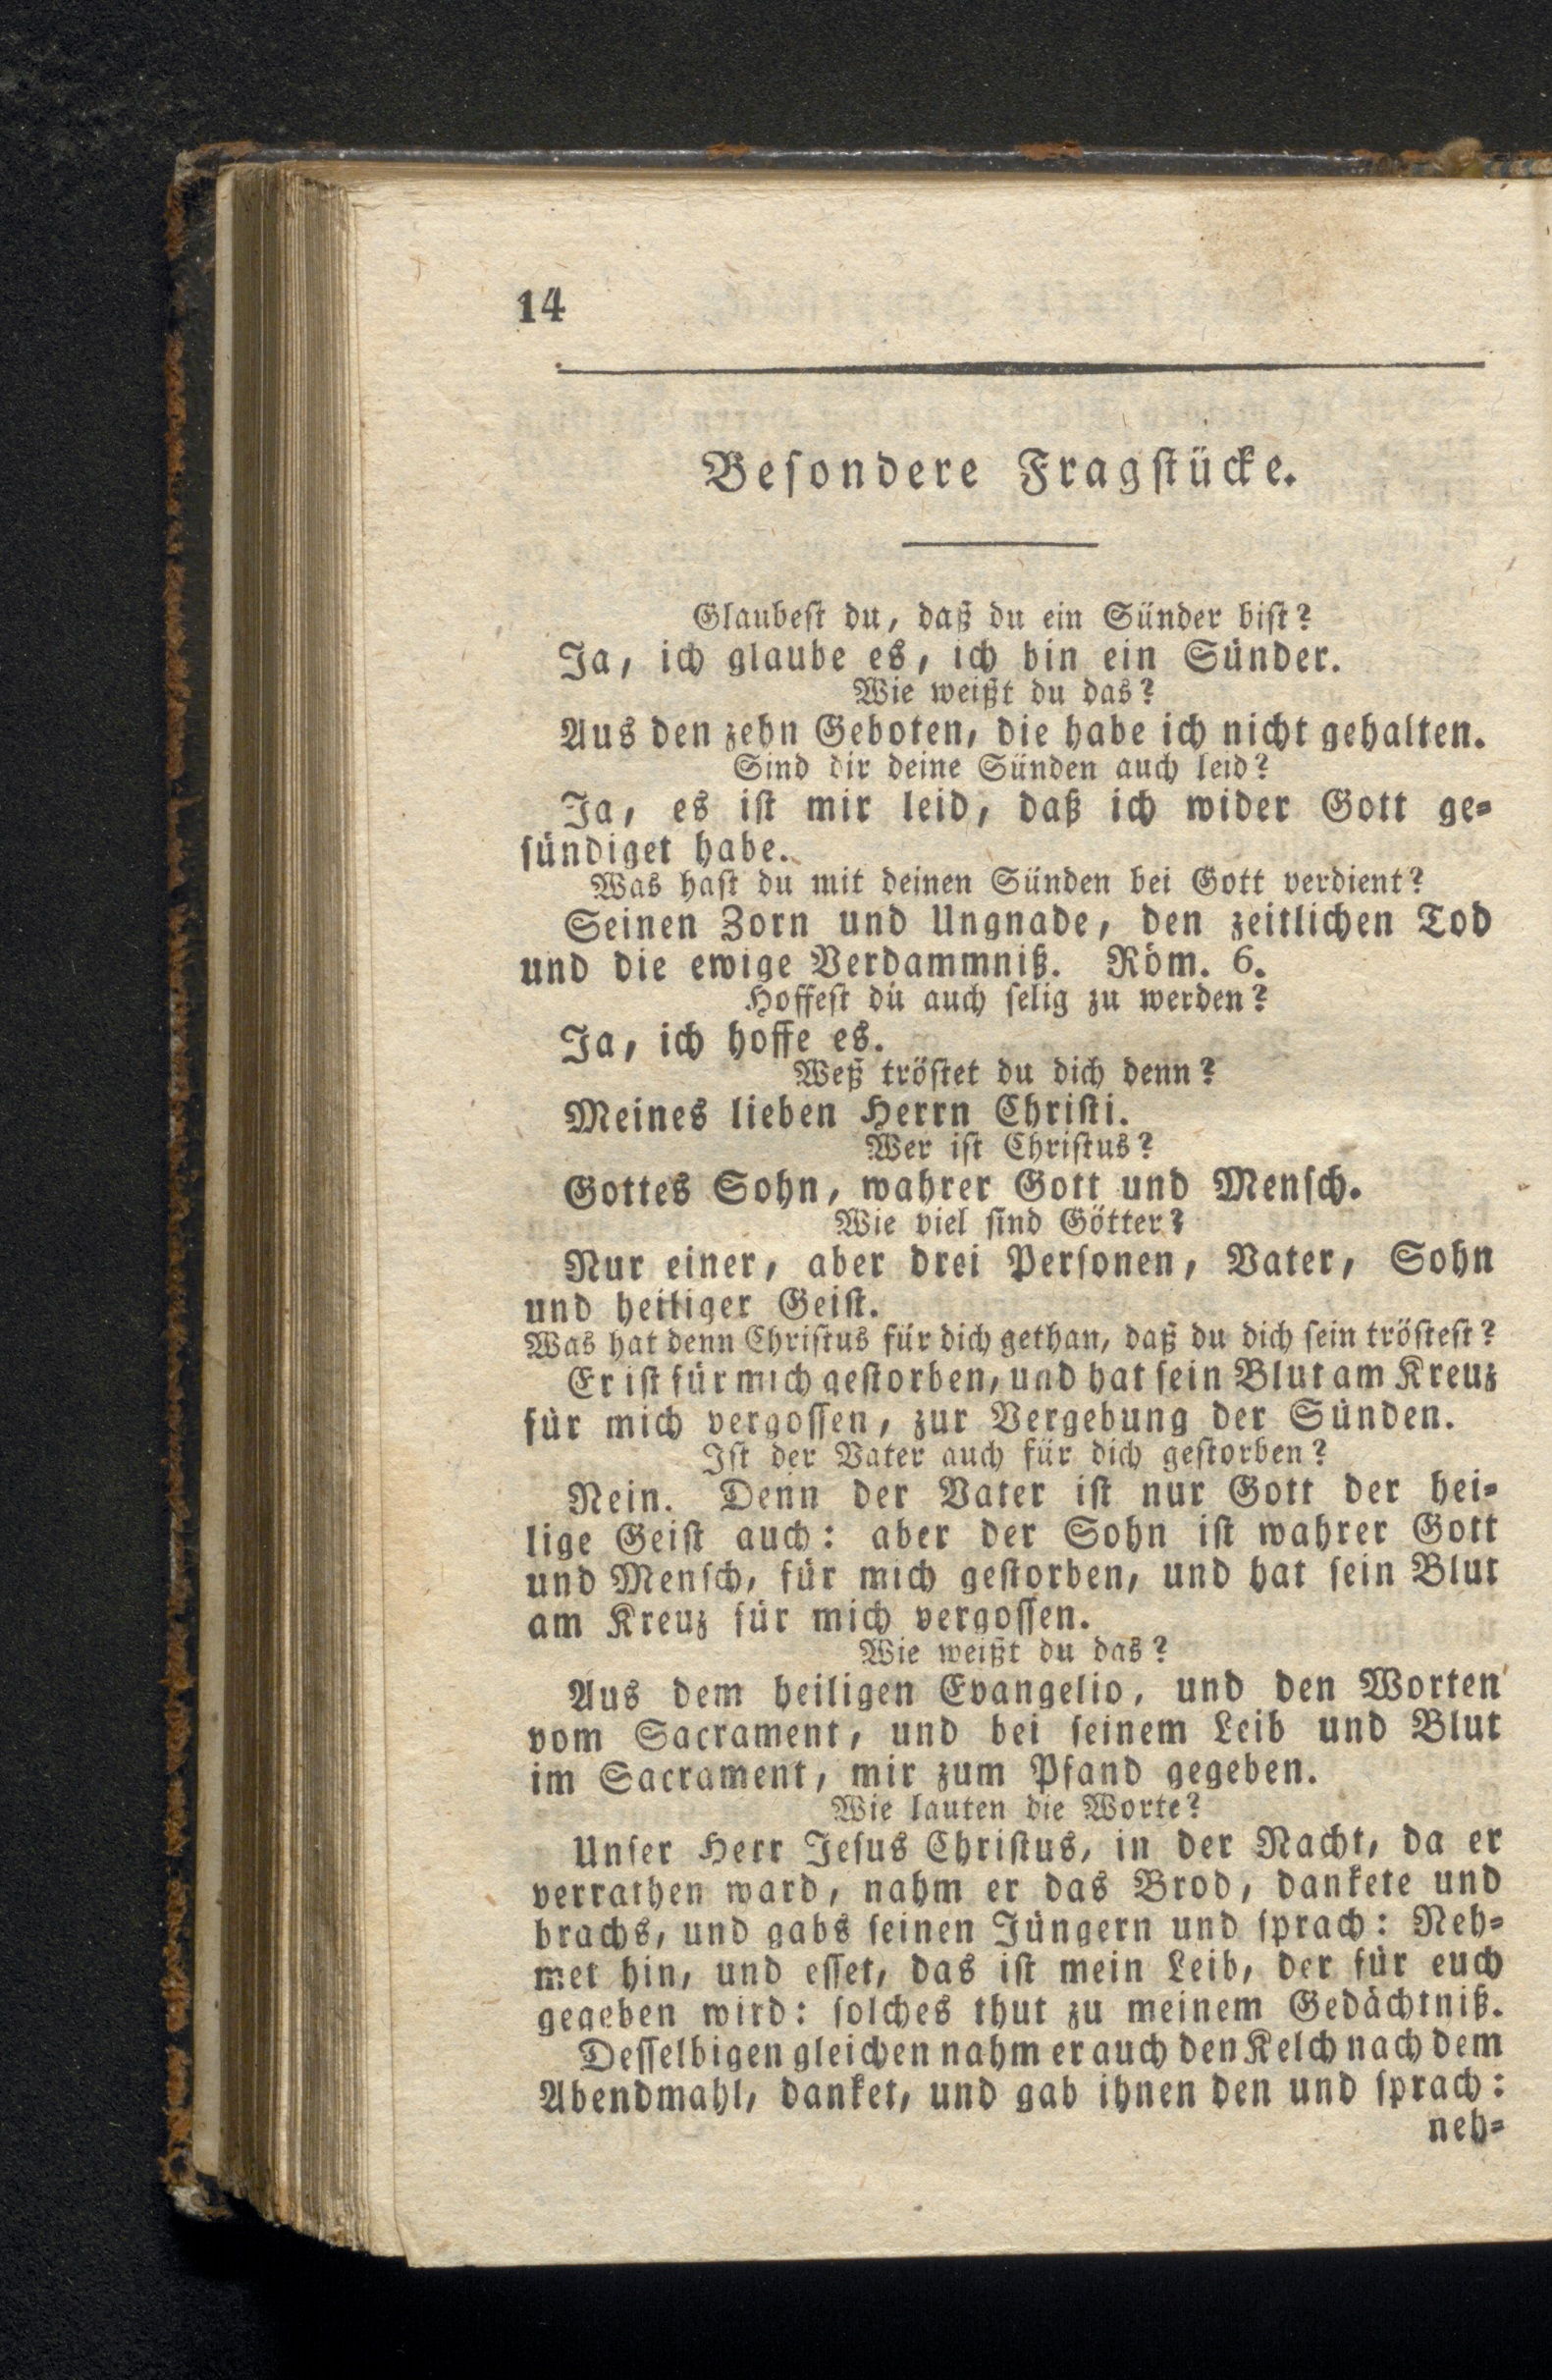 14
Besondere Fragstücke.
Glaubest du, daß du ein Sünder bist?
Ja, ich glaube es, ich bin ein Sünder.
Wie weißt du das?
Aus den zehn Geboten, die habe ich nicht gehalten.
Sind dir deine Sünden auch leid?
Ja, es ist mir leid, daß ich wider Gott ge-
sündiget habe.
Was hast du mit deinen Sünden bei Gott verdient?
Seinen Zorn und Ungnade, den zeitlichen Tod
und die ewige Verdammniß. Röm. 6.
Hoffest du auch selig zu werden?
Ja, ich hoffe es.
Weß tröstet du dich denn?
Meines lieben Herrn Christi.
Wer ist Christus?
Gottes Sohn, wahrer Gott und Mensch.
Wie viel sind Götter?
Nur einer, aber drei Personen, Vater, Sohn
und heiliger Geist.
Was hat denn Christus für dich gethan, daß du dich sein tröstest?
Er ist für mich gestorben, und hat sein Blut am Kreuz
für mich vergossen, zur Vergebung der Sünden.
Ist der Vater auch für dich gestorben?
Nein. Denn der Vater ist nur Gott der hei-
lige Geist auch: aber der Sohn ist wahrer Gott
und Mensch, für mich gestorben, und hat sein Blut
am Kreuz für mich vergossen.
Wie weißt du das?
Aus dem heiligen Evangelio, und den Worten
vom Sacrament, und bei seinem Leib und Blut
im Sacrament, mir zum Pfand gegeben.
Wie lauten die Worte?
Unser Herr Jesus Christus, in der Nacht, da er
verrathen ward, nahm er das Brod, dankete und
brachs, und gabs seinen Jüngern und sprach: Neh-
met hin, und esset, das ist mein Leib, der für euch
gegeben wird: solches thut zu meinem Gedächtniß.
Desselbigen gleichen nahm er auch den Kelch nach dem
Abendmahl, danket, und gab ihnen den und sprach:
neh-